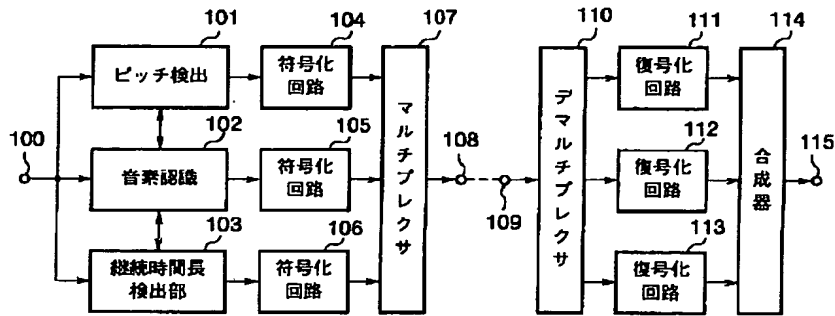 101
ピッチ検出
104
符号化
回路
107
マルチプレクサ
110
デマルチプレクサ
111
復号化
回路
114
合成器
100
102
音素認識
105
符号化
回路
108
109
112
復号化
回路
115
103
継続時間長
検出部
106
符号化
回路
113
復号化
回路